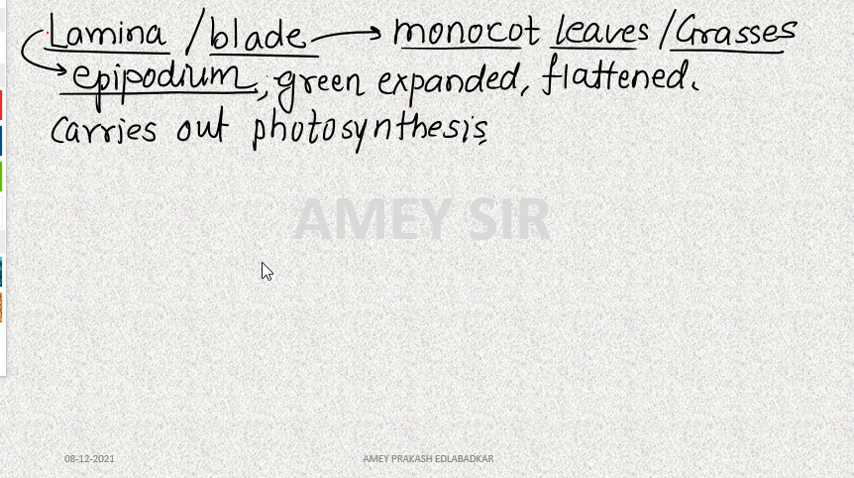 Lamina / blade → monocot leaves / Grasses
→ epipodium, green expanded, flattened.
Carries out photosynthesis
AMEY SIR
08-12-2021 AMEY PRAKASH EDLABADKAR